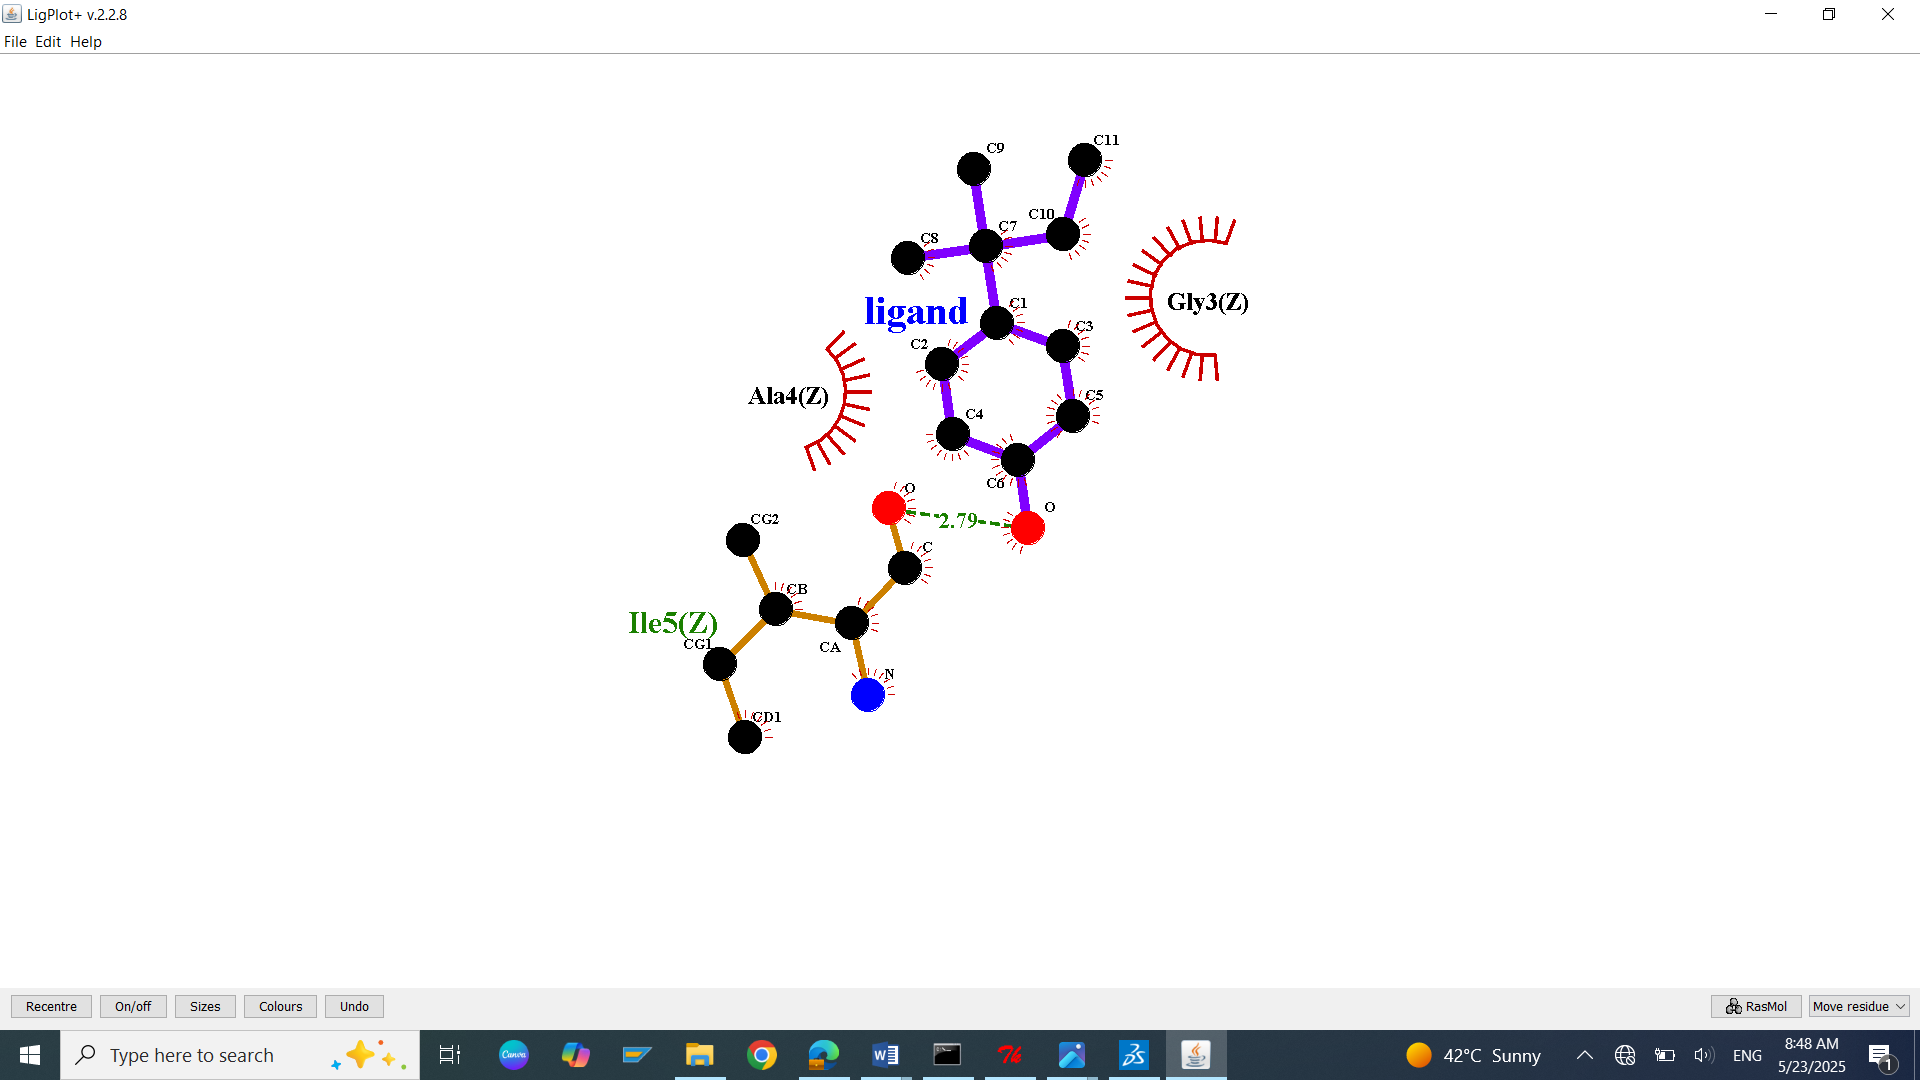 LigPlot+ v.2.2.8
File Edit Help
C11
C9
C10
C7
C8
ligand
C1
Gly3(Z)
C3
C2
Ala4(Z)
C5
C4
C6
O
O
2.79
CG2
C
CB
Ile5(Z)
CG1
CA
N
CD1
Recentre On/off Sizes Colours Undo RasMol Move residue
Type here to search
Canva
42°C Sunny
ENG
8:48 AM
5/23/2025
1